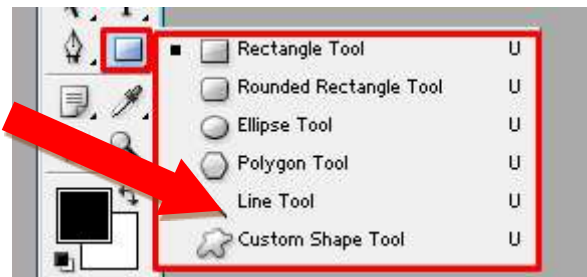 Rectangle Tool U
Rounded Rectangle Tool U
Ellipse Tool U
Polygon Tool U
Line Tool U
Custom Shape Tool U